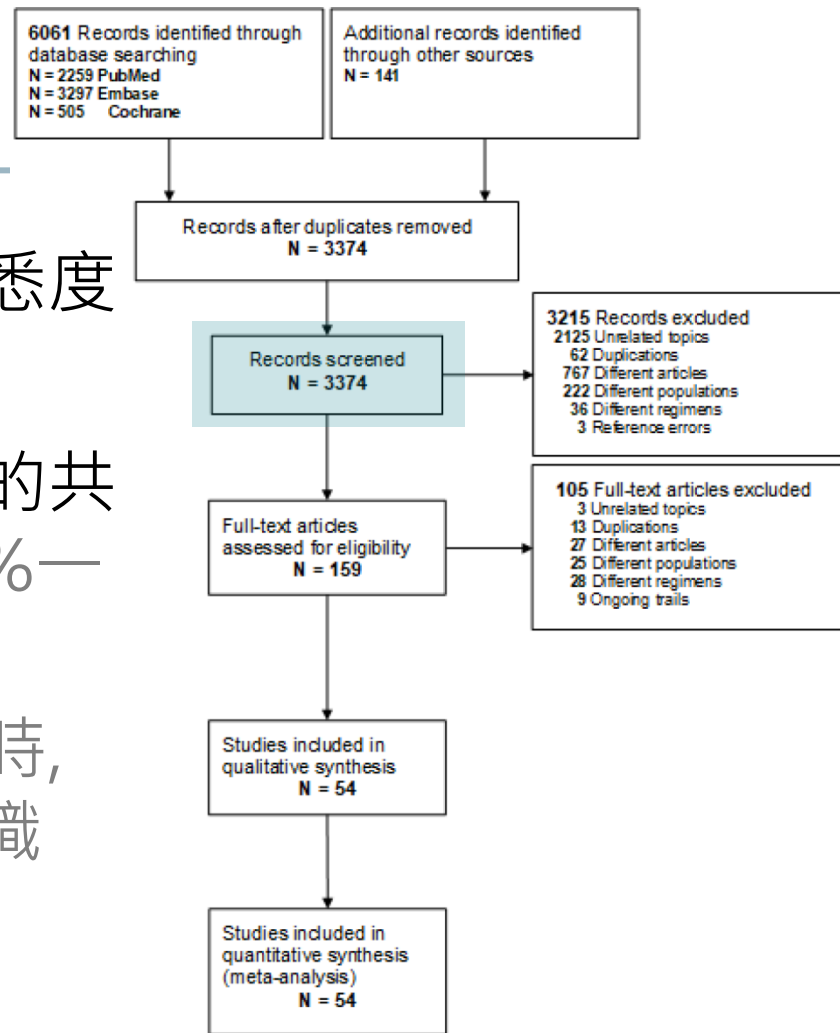 6061 Records identified through
database searching
N = 2259 PubMed
N = 3297 Embase
N = 505 Cochrane
Additional records identified
through other sources
N = 141
Records after duplicates removed
N = 3374
悉度
Records screened
N = 3374
3215 Records excluded
2125 Unrelated topics
62 Duplications
767 Different articles
222 Different populations
36 Different regimens
3 Reference errors
的共
%一
Full-text articles
assessed for eligibility
N = 159
105 Full-text articles excluded
3 Unrelated topics
13 Duplications
27 Different articles
25 Different populations
28 Different regimens
9 Ongoing trails
時,
Studies included in
qualitative synthesis
N = 54
Studies included in
quantitative synthesis
(meta-analysis)
N = 54